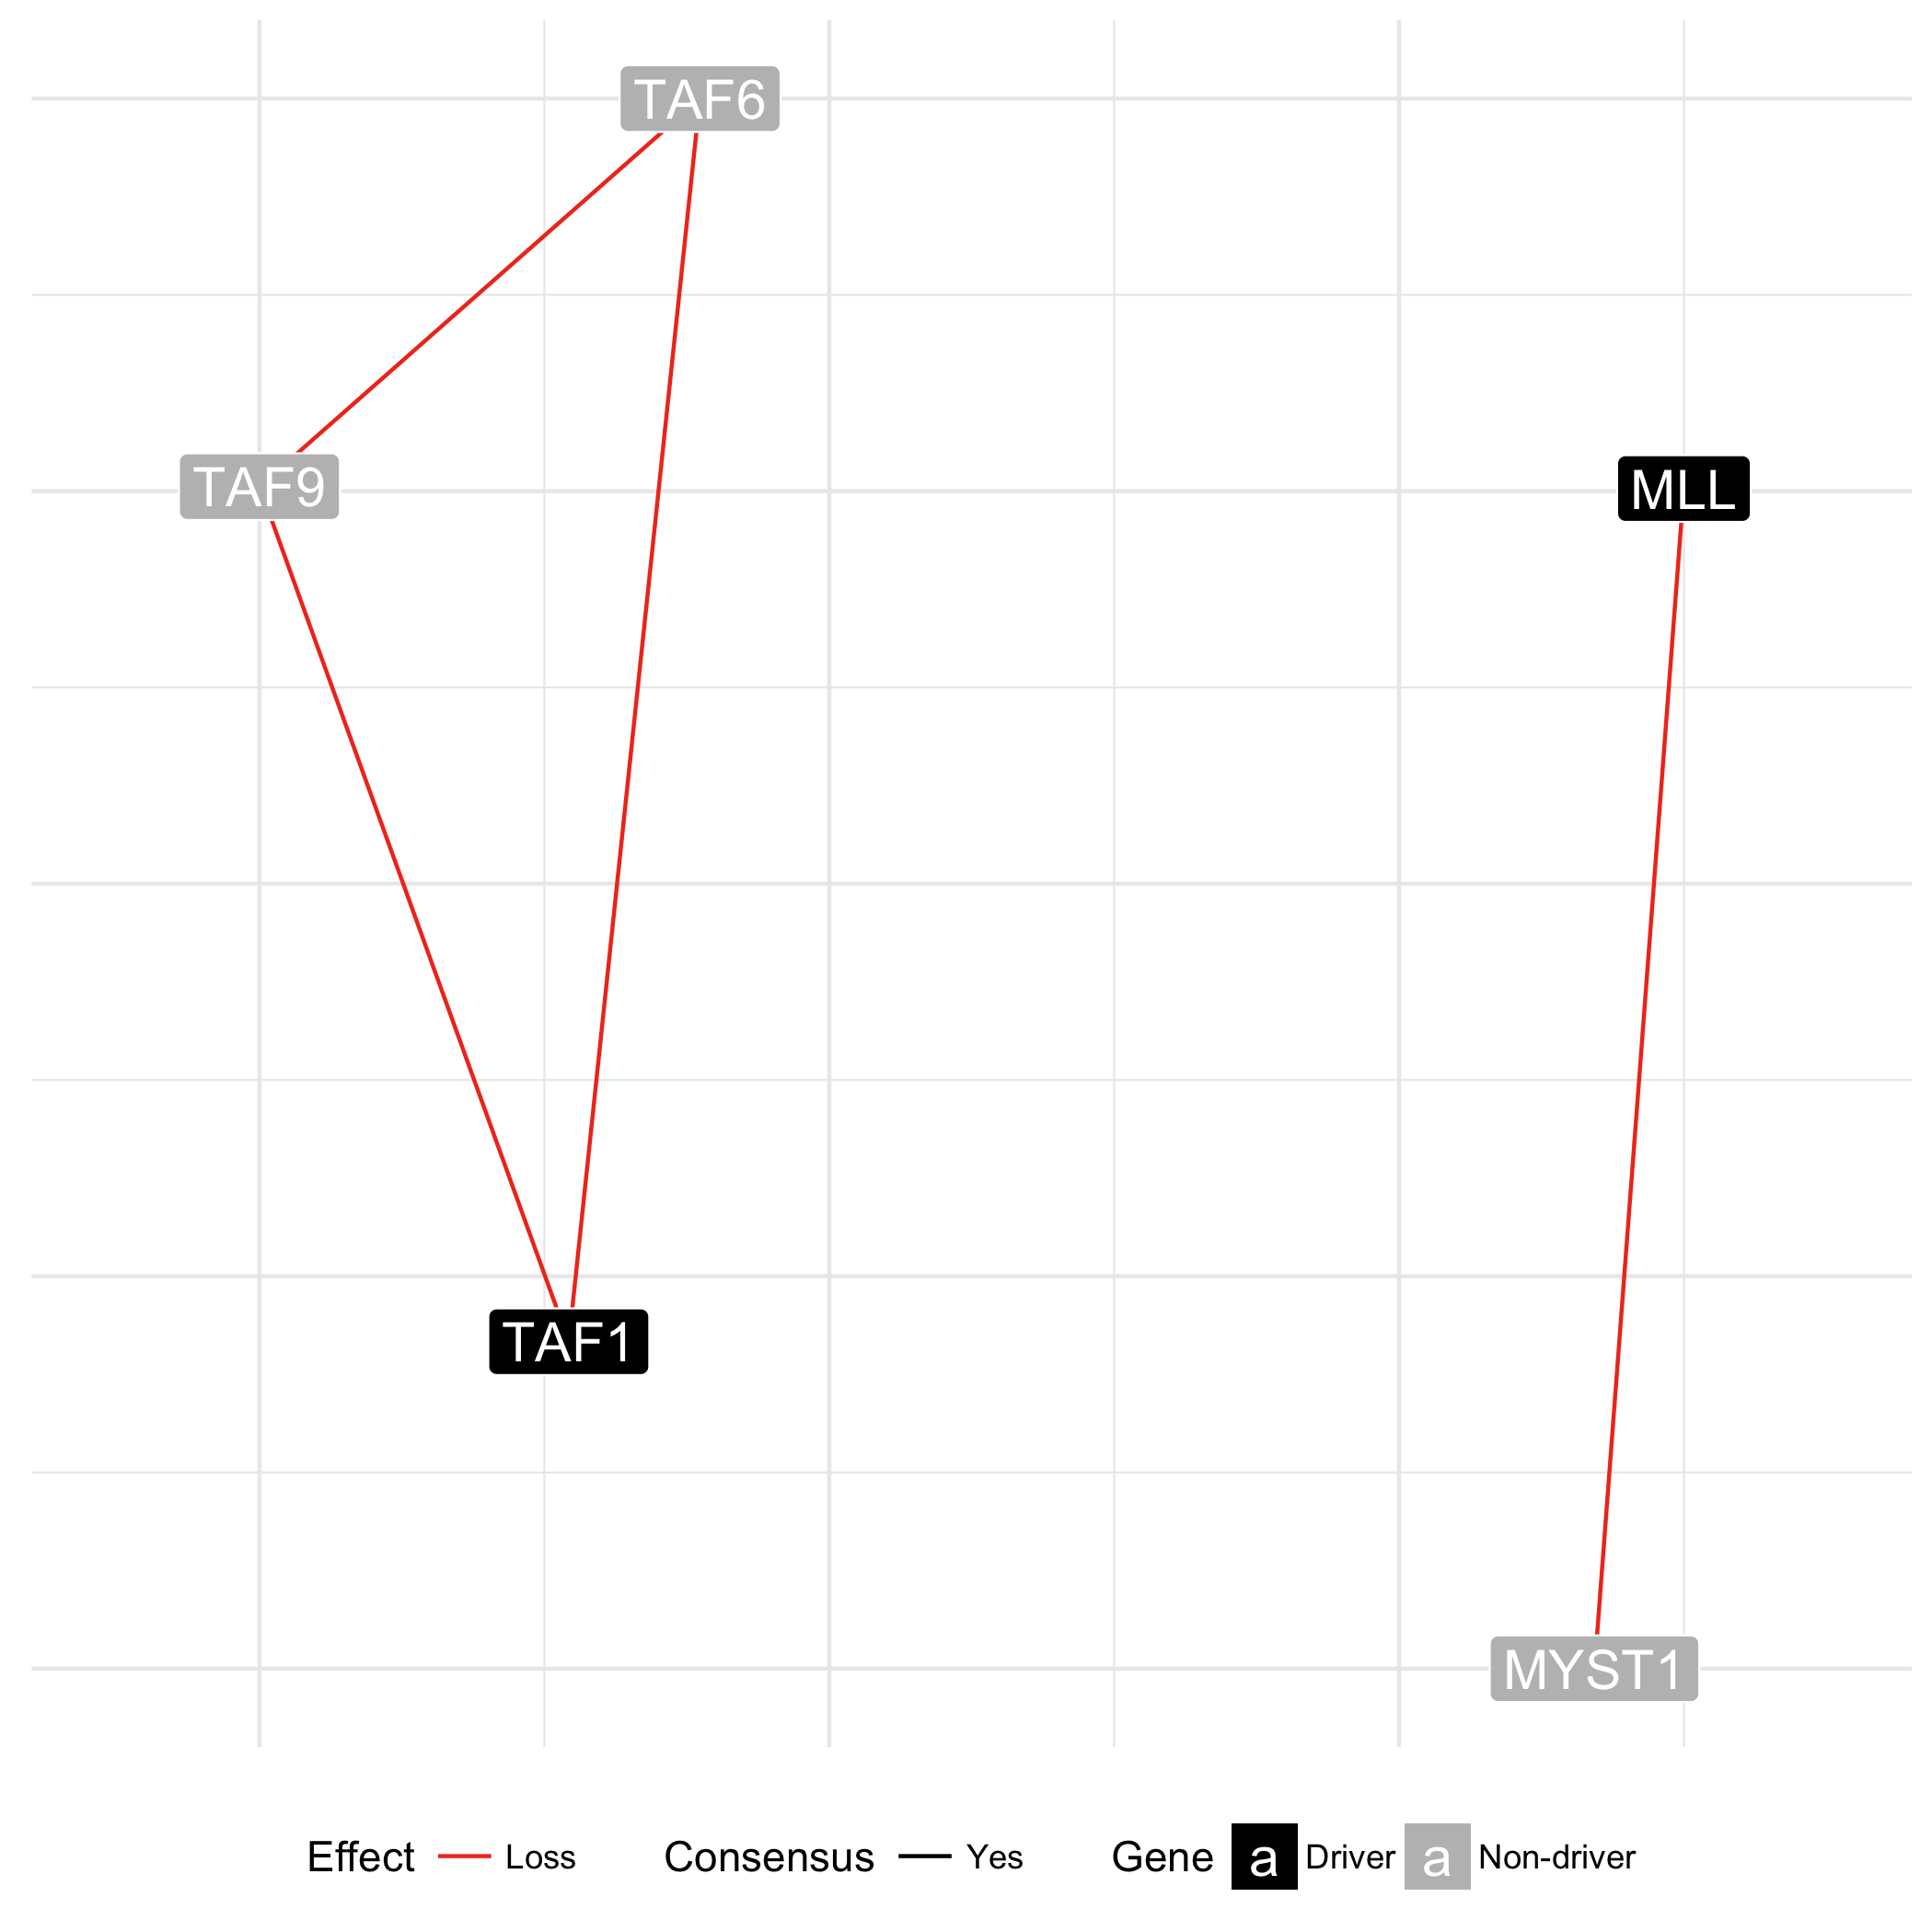 TAF6
TAF9
MLL
TAF1
MYST1
Effect Loss Consensus Yes Gene a Driver a Non-driver